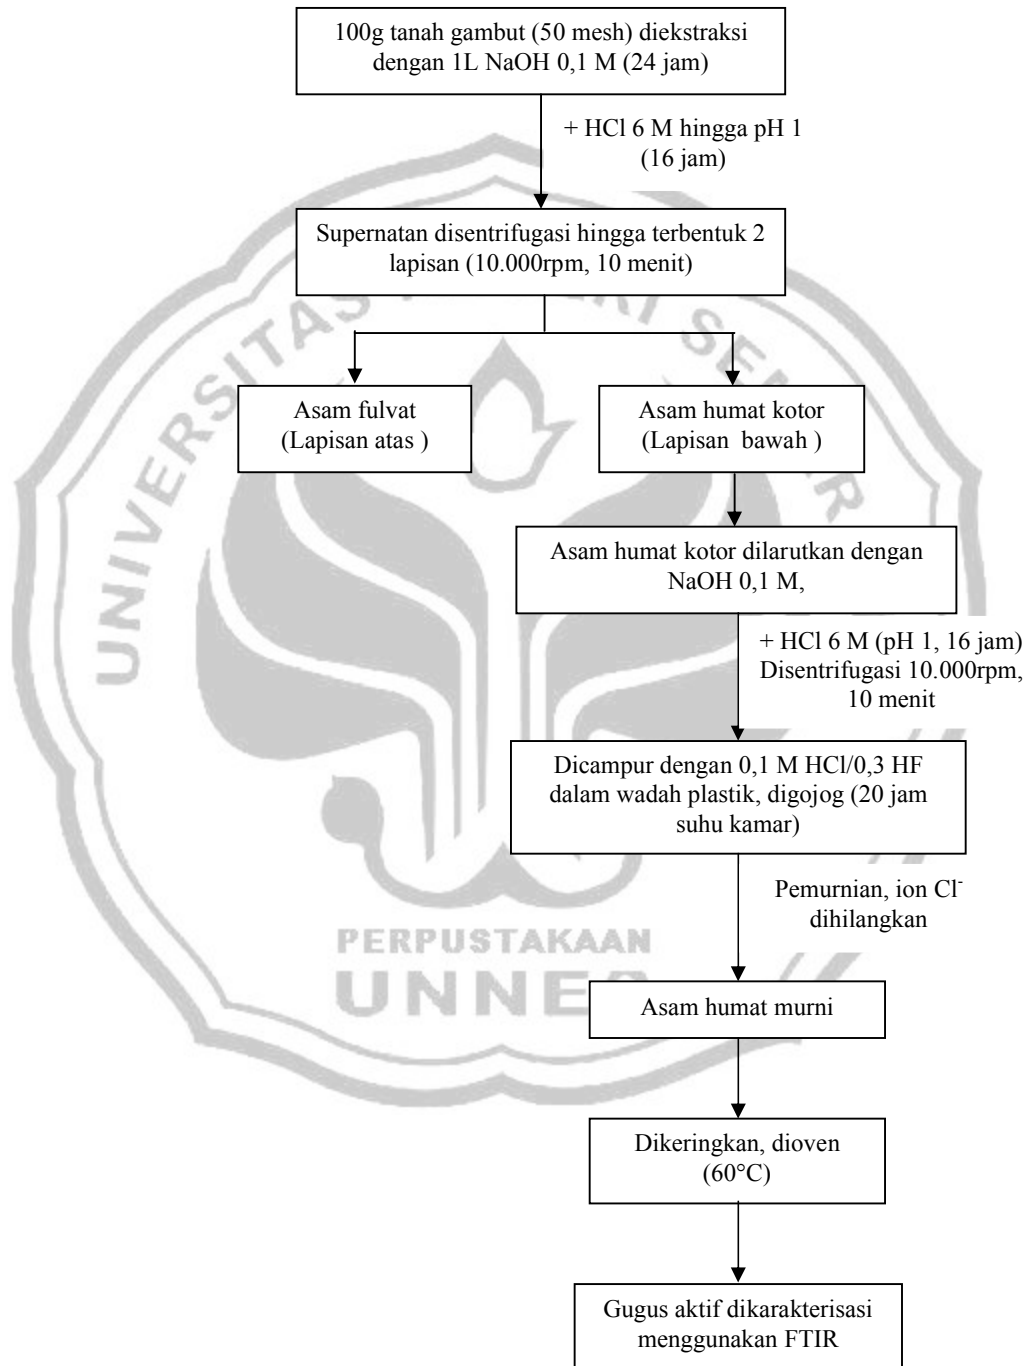 100g tanah gambut (50 mesh) diekstraksi
dengan 1L NaOH 0,1 M (24 jam)
+ HCl 6 M hingga pH 1
(16 jam)
Supernatan disentrifugasi hingga terbentuk 2
lapisan (10.000rpm, 10 menit)
Asam fulvat
(Lapisan atas )
Asam humat kotor
(Lapisan bawah )
Asam humat kotor dilarutkan dengan
NaOH 0,1 M,
+ HCl 6 M (pH 1, 16 jam)
Disentrifugasi 10.000rpm,
10 menit
Dicampur dengan 0,1 M HCl/0,3 HF
dalam wadah plastik, digojog (20 jam
suhu kamar)
Pemurnian, ion Cl⁻
dihilangkan
Asam humat murni
Dikeringkan, dioven
(60°C)
Gugus aktif dikarakterisasi
menggunakan FTIR
UNIVERSITAS
PERPUSTAKAAN